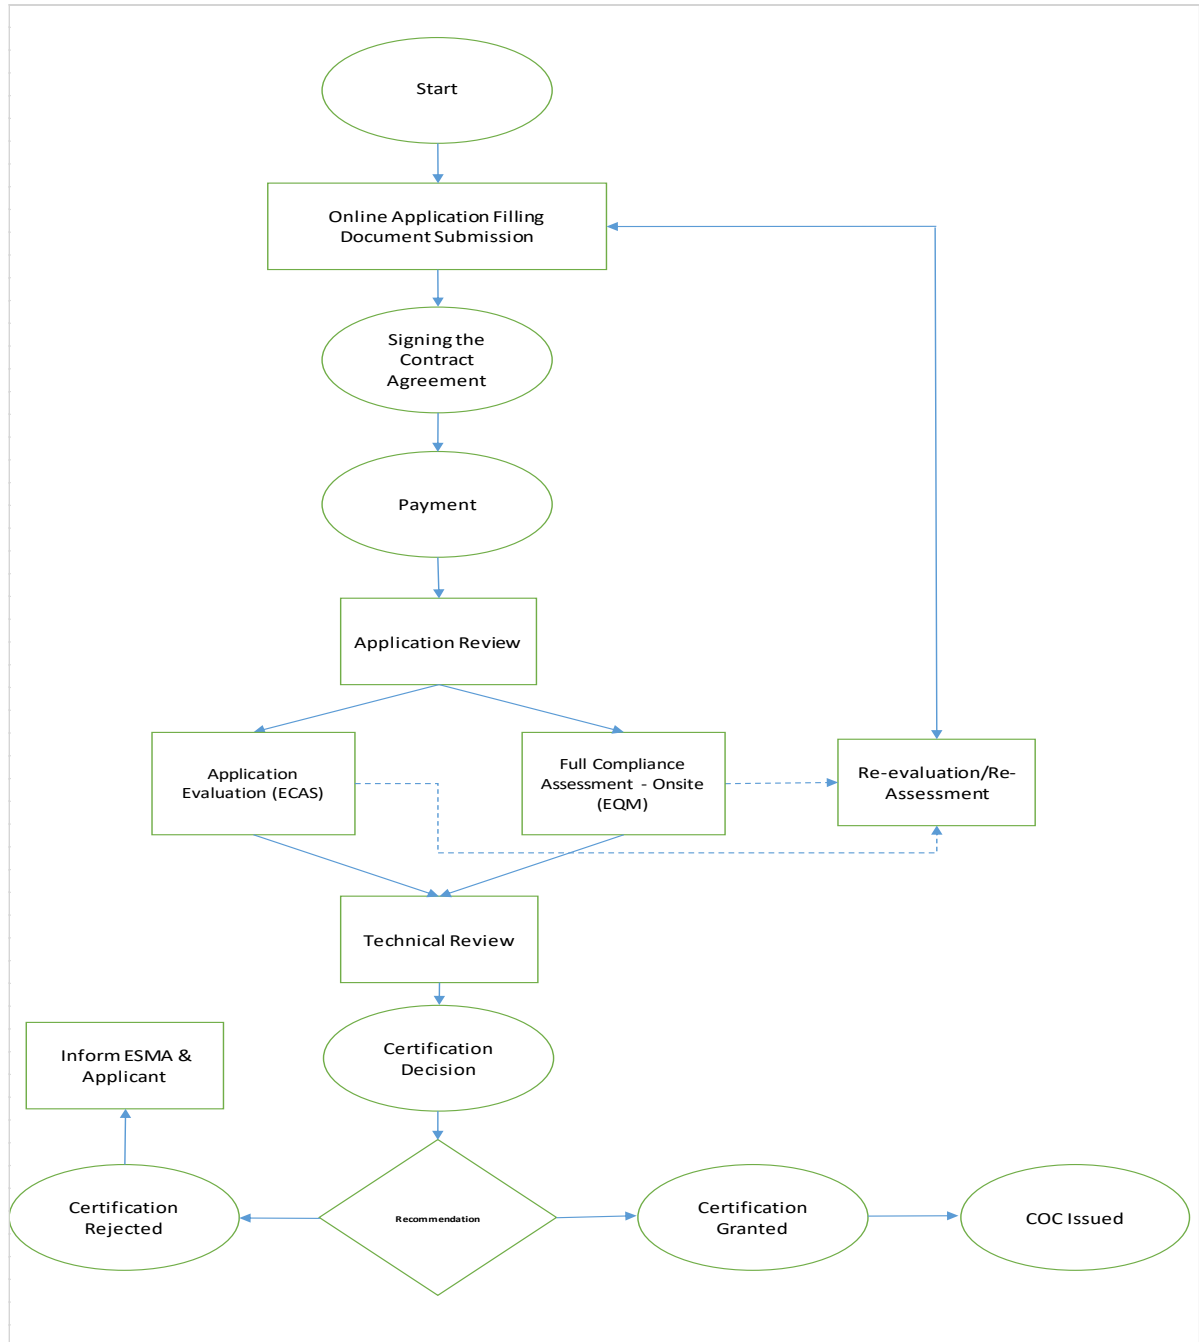 Start
Online Application Filling
Document Submission
Signing the
Contract
Agreement
Payment
Application Review
Application
Evaluation (ECAS)
Full Compliance
Assessment - Onsite
(EQM)
Re-evaluation/Re-
Assessment
Technical Review
Inform ESMA &
Applicant
Certification
Decision
Certification
Rejected
Recommendation
Certification
Granted
COC Issued